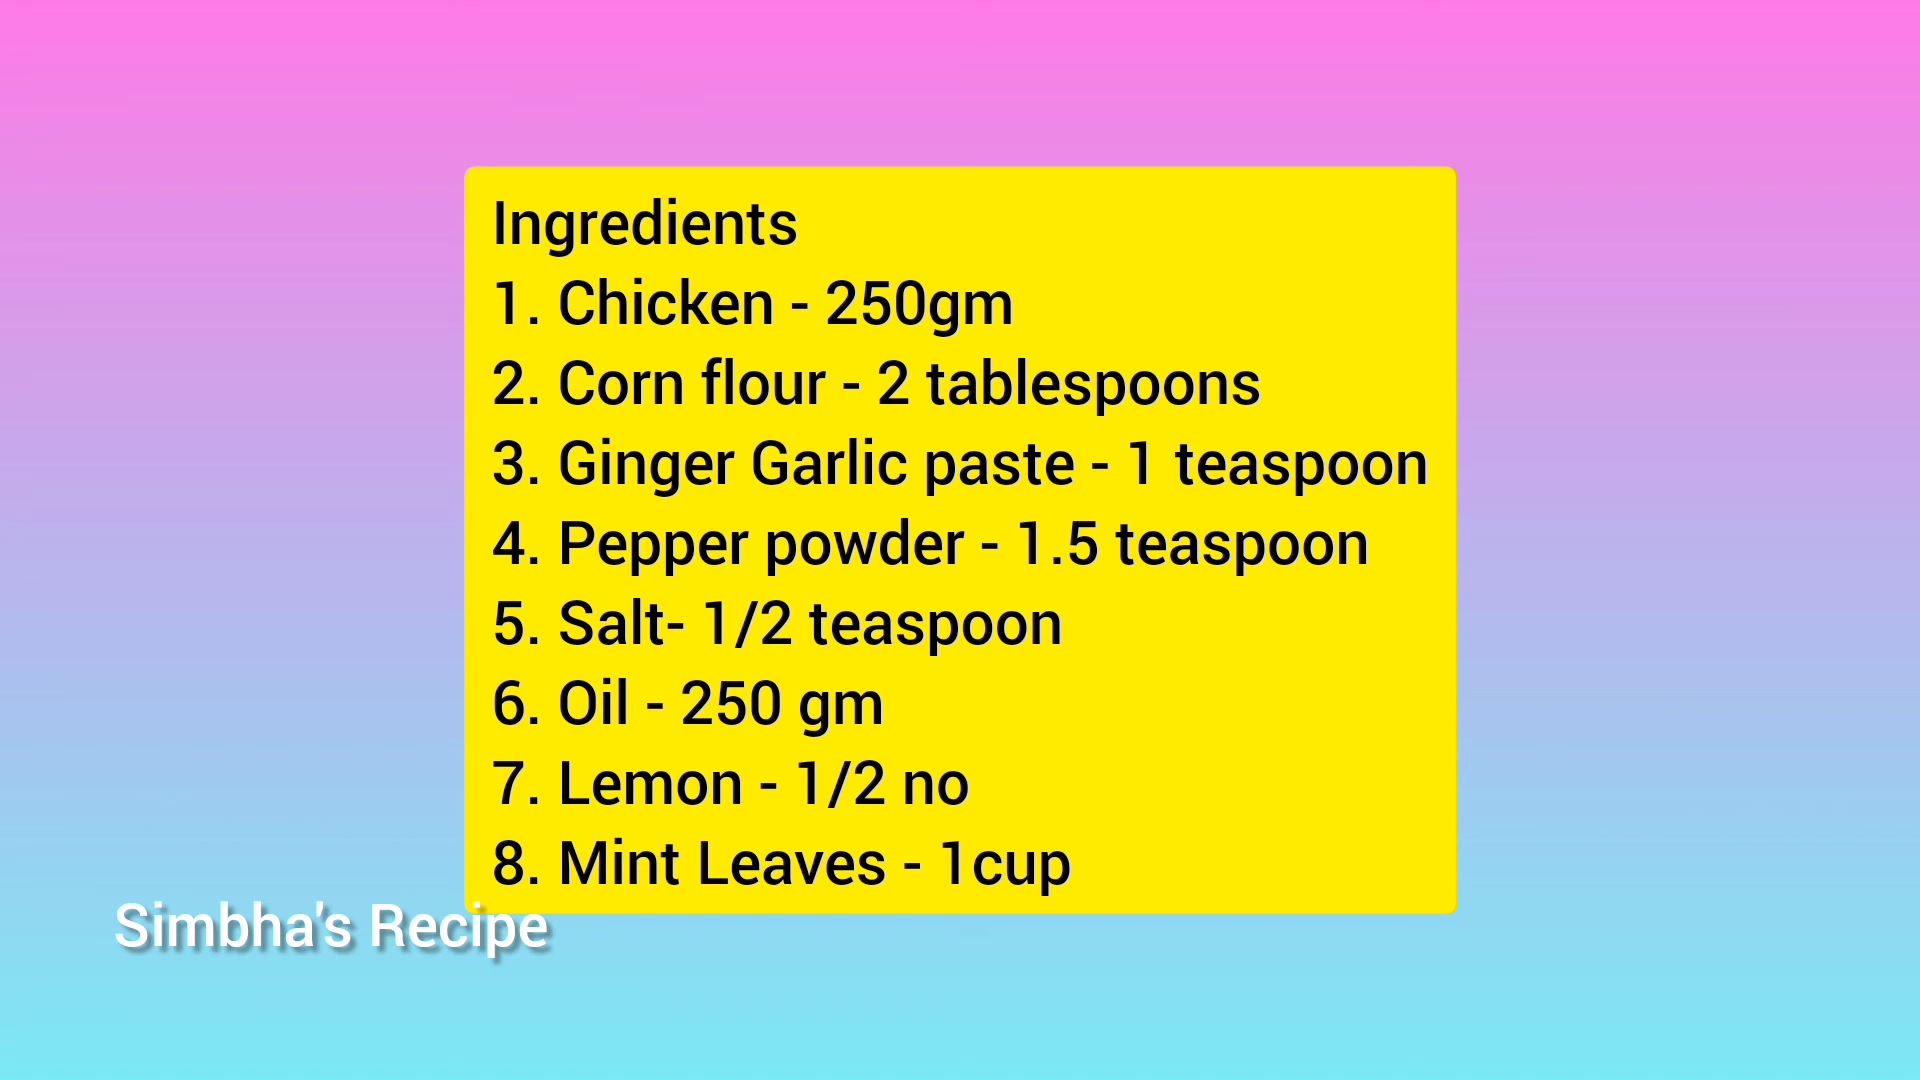 Ingredients
1. Chicken - 250gm
2. Corn flour - 2 tablespoons
3. Ginger Garlic paste - 1 teaspoon
4. Pepper powder - 1.5 teaspoon
5. Salt- 1/2 teaspoon
6. Oil - 250 gm
7. Lemon - 1/2 no
8. Mint Leaves - 1cup
Simbha's Recipe